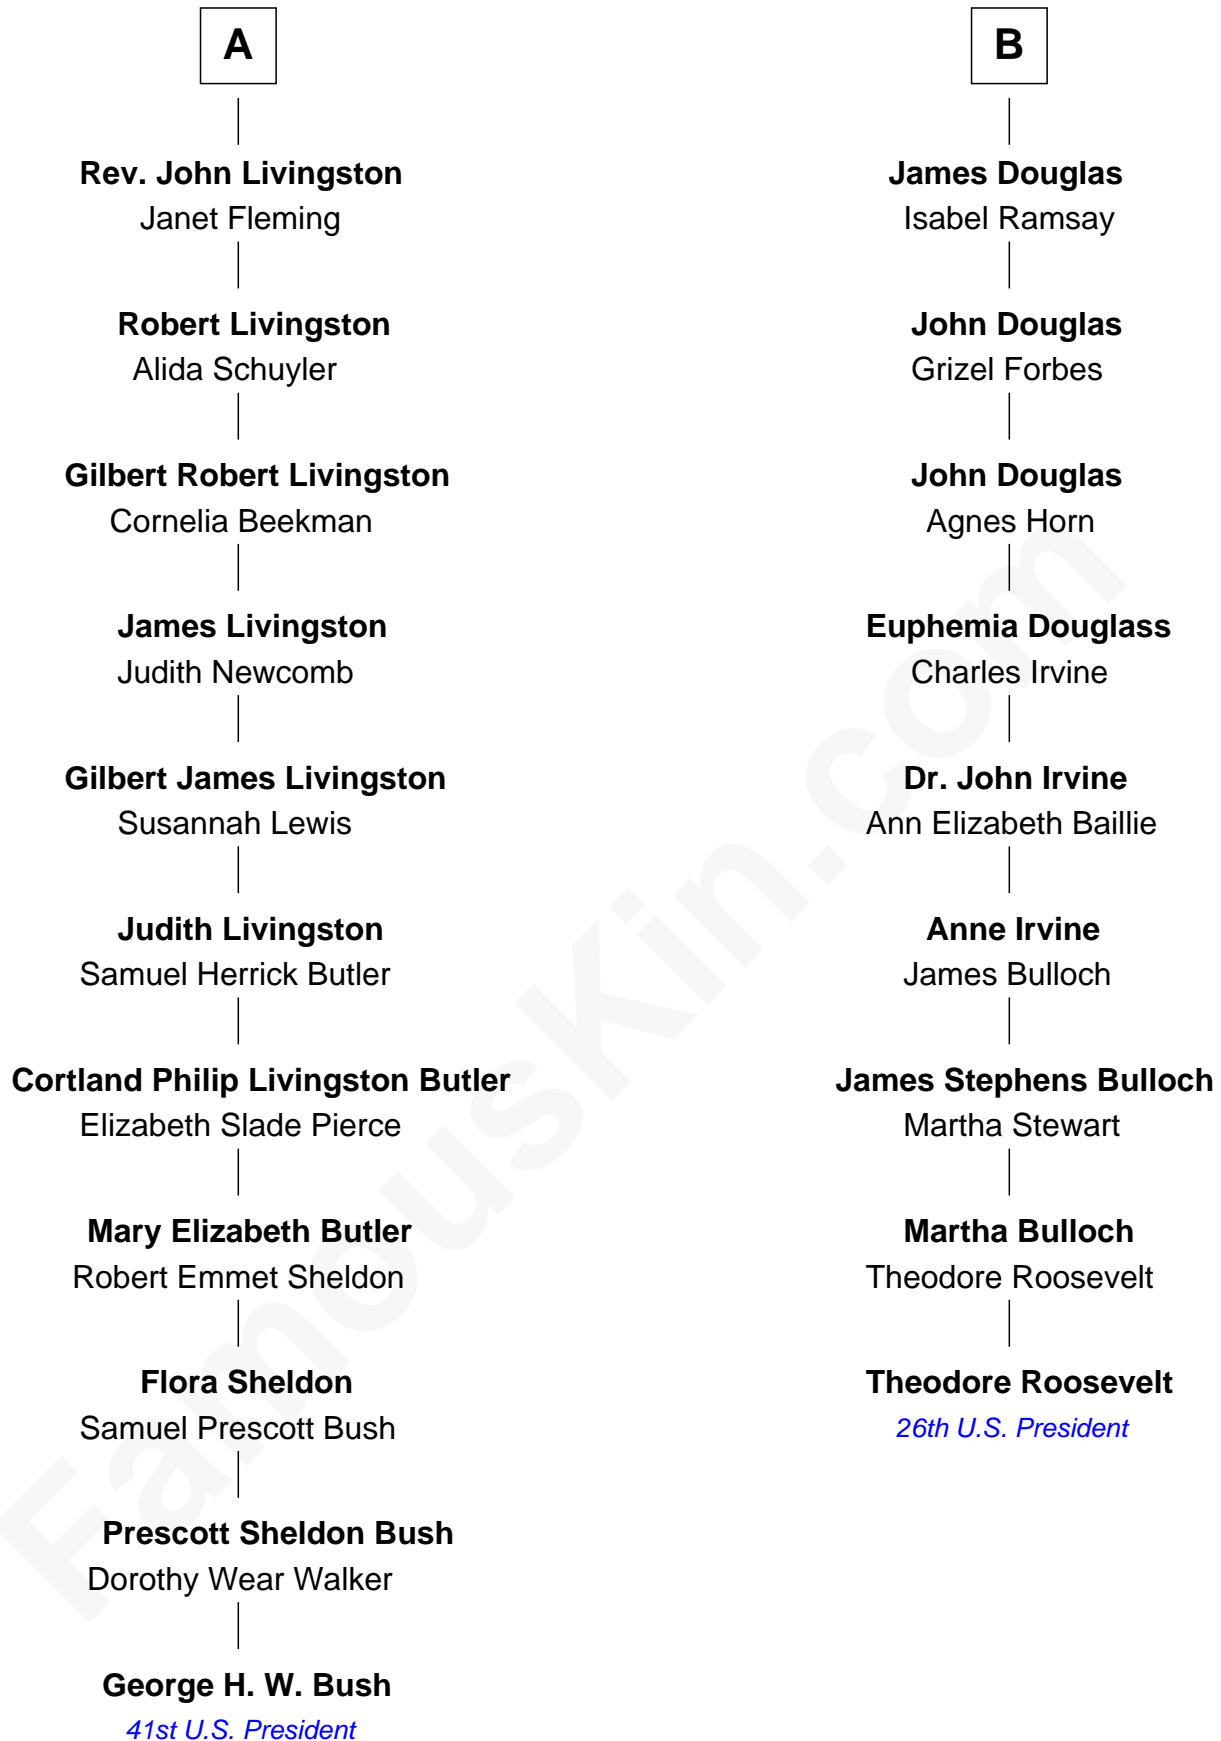 A
Rev. John Livingston
Janet Fleming
Robert Livingston
Alida Schuyler
Gilbert Robert Livingston
Cornelia Beekman
James Livingston
Judith Newcomb
Gilbert James Livingston
Susannah Lewis
Judith Livingston
Samuel Herrick Butler
Cortland Philip Livingston Butler
Elizabeth Slade Pierce
Mary Elizabeth Butler
Robert Emmet Sheldon
Flora Sheldon
Samuel Prescott Bush
Prescott Sheldon Bush
Dorothy Wear Walker
George H. W. Bush
41st U.S. President
B
James Douglas
Isabel Ramsay
John Douglas
Grizel Forbes
John Douglas
Agnes Horn
Euphemia Douglass
Charles Irvine
Dr. John Irvine
Ann Elizabeth Baillie
Anne Irvine
James Bulloch
James Stephens Bulloch
Martha Stewart
Martha Bulloch
Theodore Roosevelt
Theodore Roosevelt
26th U.S. President
FamousKin.com